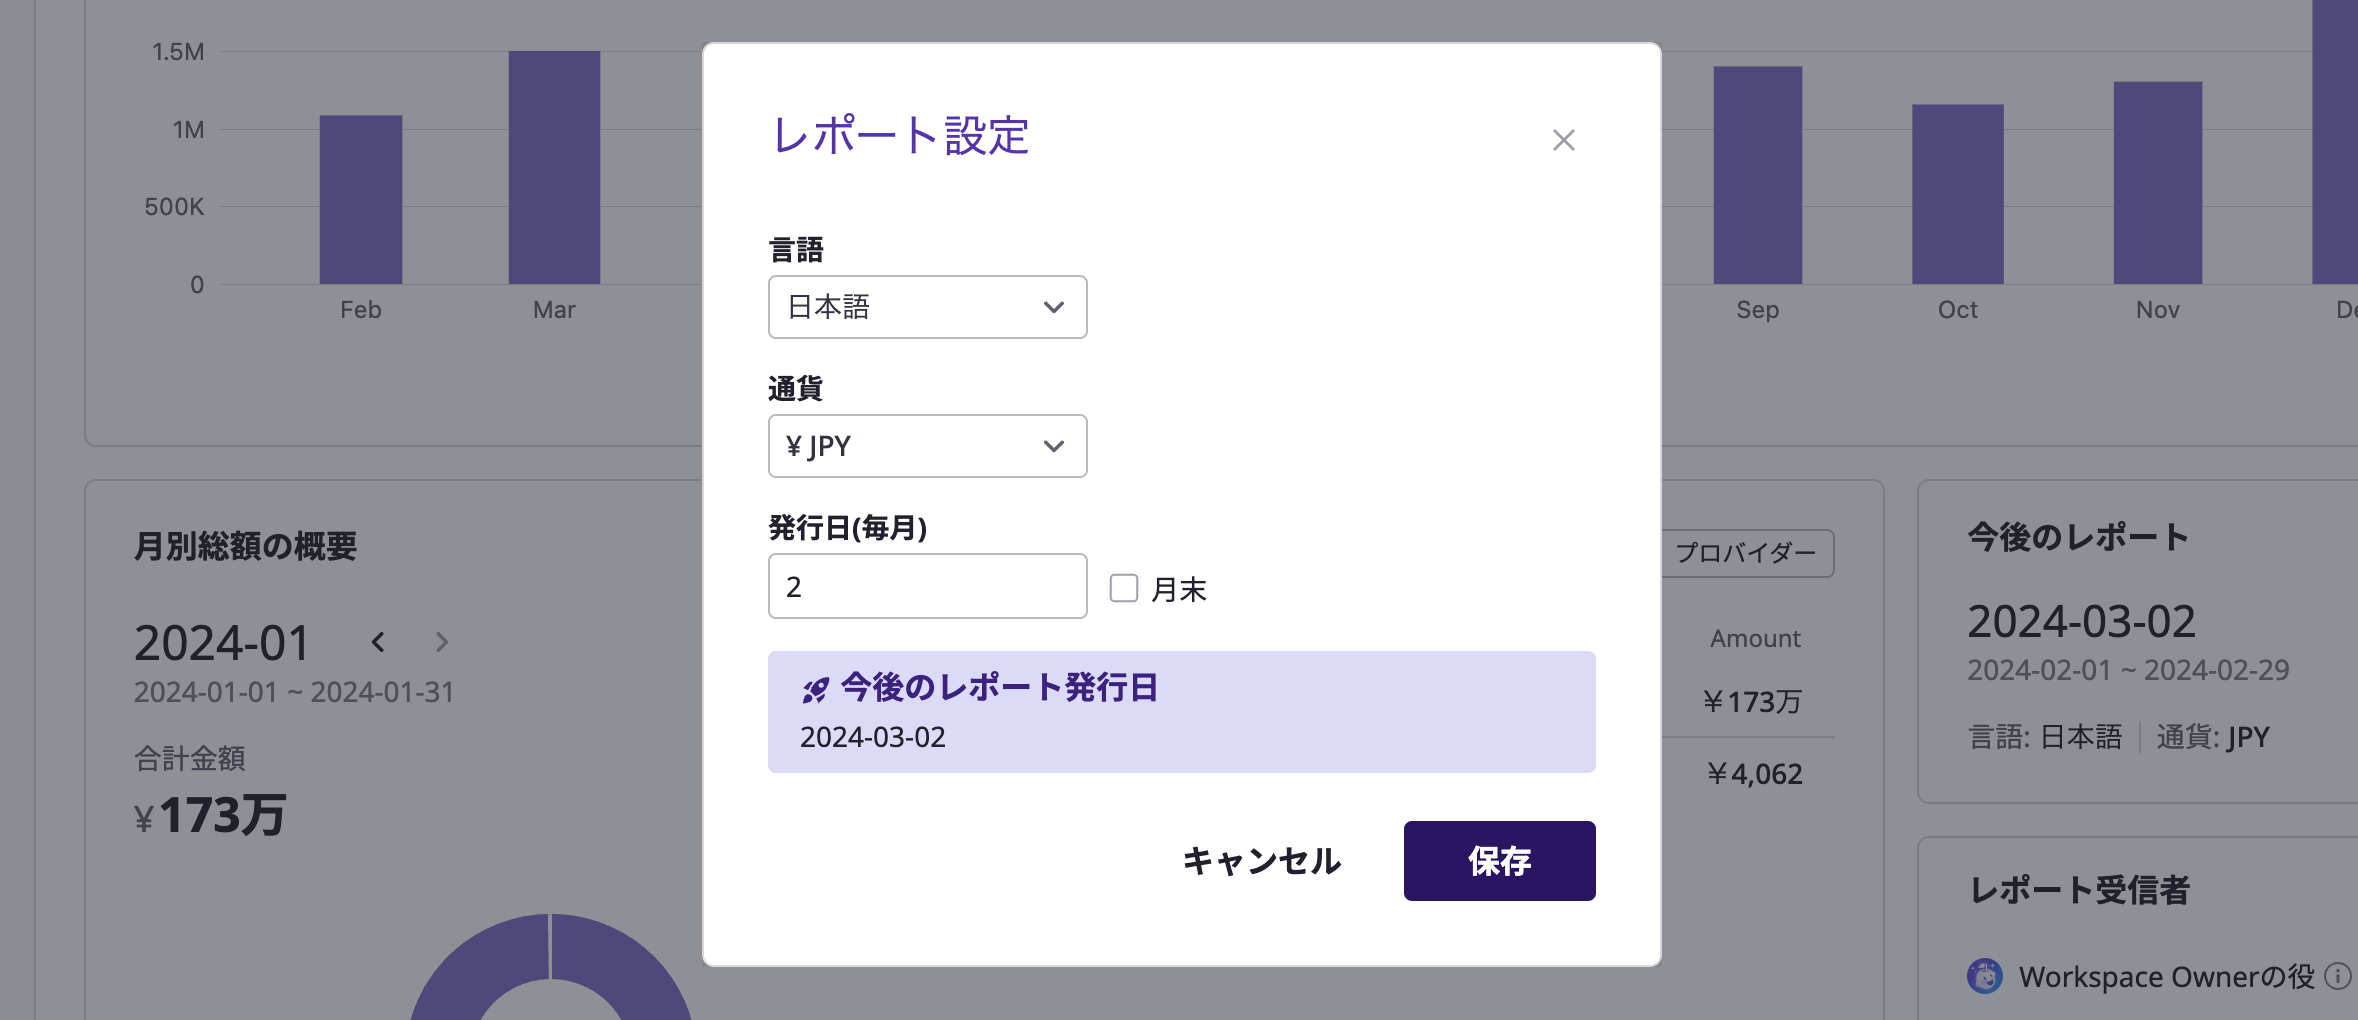 1.5M
1M
500K
0
Feb
Mar
Sep
Oct
Nov
レポート設定
言語
日本語
通貨
¥ JPY
発行日(毎月)
2
月末
今後のレポート発行日
2024-03-02
キャンセル
保存
月別総額の概要
2024-01
2024-01-01 ~ 2024-01-31
合計金額
¥173万
プロバイダー
Amount
¥173万
¥4,062
今後のレポート
2024-03-02
2024-02-01 ~ 2024-02-29
言語: 日本語
通貨: JPY
レポート受信者
Workspace Ownerの役